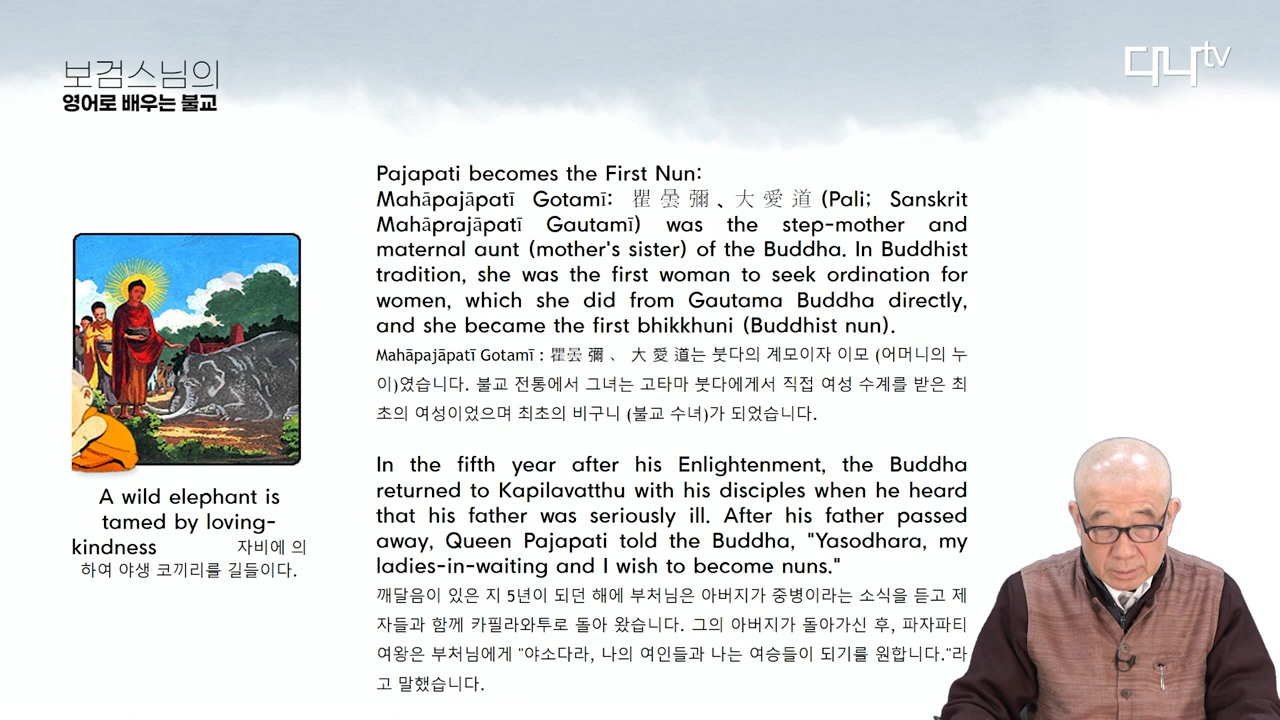 보검스님의
영어로 배우는 불교
tv
Pajapati becomes the First Nun:
Mahāpajāpatī Gotamī: 瞿曇彌、大愛道 (Pali; Sanskrit
Mahāprajāpatī Gautamī) was the step-mother and
maternal aunt (mother's sister) of the Buddha. In Buddhist
tradition, she was the first woman to seek ordination for
women, which she did from Gautama Buddha directly,
and she became the first bhikkhuni (Buddhist nun).
Mahāpajāpatī Gotamī : 瞿曇 彌 、 大 愛 道는 붓다의 계모이자 이모 (어머니의 누
이)였습니다. 불교 전통에서 그녀는 고타마 붓다에게서 직접 여성 수계를 받은 최
초의 여성이었으며 최초의 비구니 (불교 수녀)가 되었습니다.
In the fifth year after his Enlightenment, the Buddha
returned to Kapilavatthu with his disciples when he heard
that his father was seriously ill. After his father passed
away, Queen Pajapati told the Buddha, "Yasodhara, my
ladies-in-waiting and I wish to become nuns."
깨달음이 있은 지 5년이 되던 해에 부처님은 아버지가 중병이라는 소식을 듣고 제
자들과 함께 카필라와투로 돌아 왔습니다. 그의 아버지가 돌아가신 후, 파자파티
여왕은 부처님에게 "야소다라, 나의 여인들과 나는 여승들이 되기를 원합니다."라
고 말했습니다.
A wild elephant is
tamed by loving-
kindness 자비에 의
하여 야생 코끼리를 길들이다.